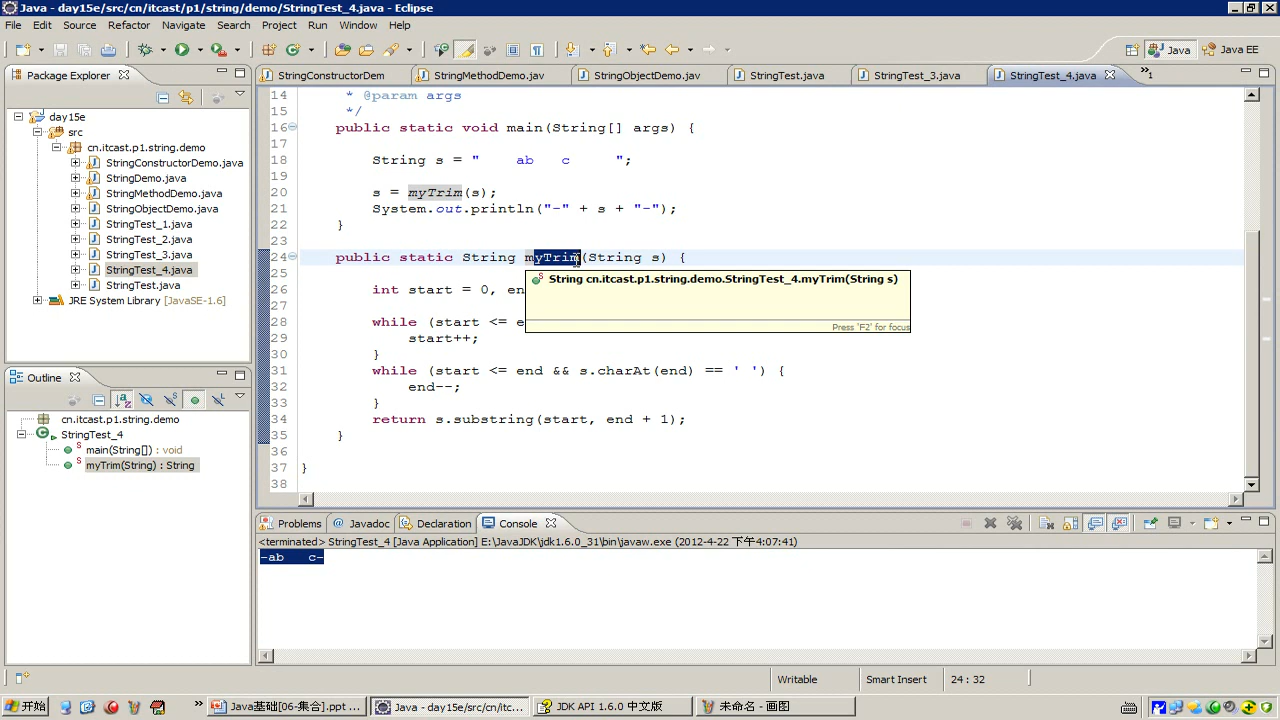 Java - day15e/src/cn/itcast/p1/string/demo/StringTest_4.java - Eclipse
File Edit Source Refactor Navigate Search Project Run Window Help
Java Java EE
Package Explorer
day15e
src
cn.itcast.p1.string.demo
StringConstructorDemo.java
StringDemo.java
StringMethodDemo.java
StringObjectDemo.java
StringTest_1.java
StringTest_2.java
StringTest_3.java
StringTest_4.java
StringTest.java
JRE System Library [JavaSE-1.6]
Outline
cn.itcast.p1.string.demo
StringTest_4
main(String[]) : void
myTrim(String) : String
StringConstructorDem StringMethodDemo.jav StringObjectDemo.jav StringTest.java StringTest_3.java StringTest_4.java »1
14 * @param args
15 */
16 public static void main(String[] args) {
17
18 String s = "    ab   c     ";
19
20 s = myTrim(s);
21 System.out.println("-" + s + "-");
22 }
23
24 public static String myTrim(String s) {
25
26 int start = 0, en
27
28 while (start <= e
29 start++;
30 }
31 while (start <= end && s.charAt(end) == ' ') {
32 end--;
33 }
34 return s.substring(start, end + 1);
35 }
36
37 }
38
String cn.itcast.p1.string.demo.StringTest_4.myTrim(String s)
Press 'F2' for focus
Problems @ Javadoc Declaration Console
<terminated> StringTest_4 [Java Application] E:\JavaJDK\jdk1.6.0_31\bin\javaw.exe (2012-4-22 下午4:07:41)
-ab   c-
Writable Smart Insert 24 : 32
开始 Java基础[06-集合].ppt ... Java - day15e/src/cn/itc... JDK API 1.6.0 中文版 未命名 - 画图